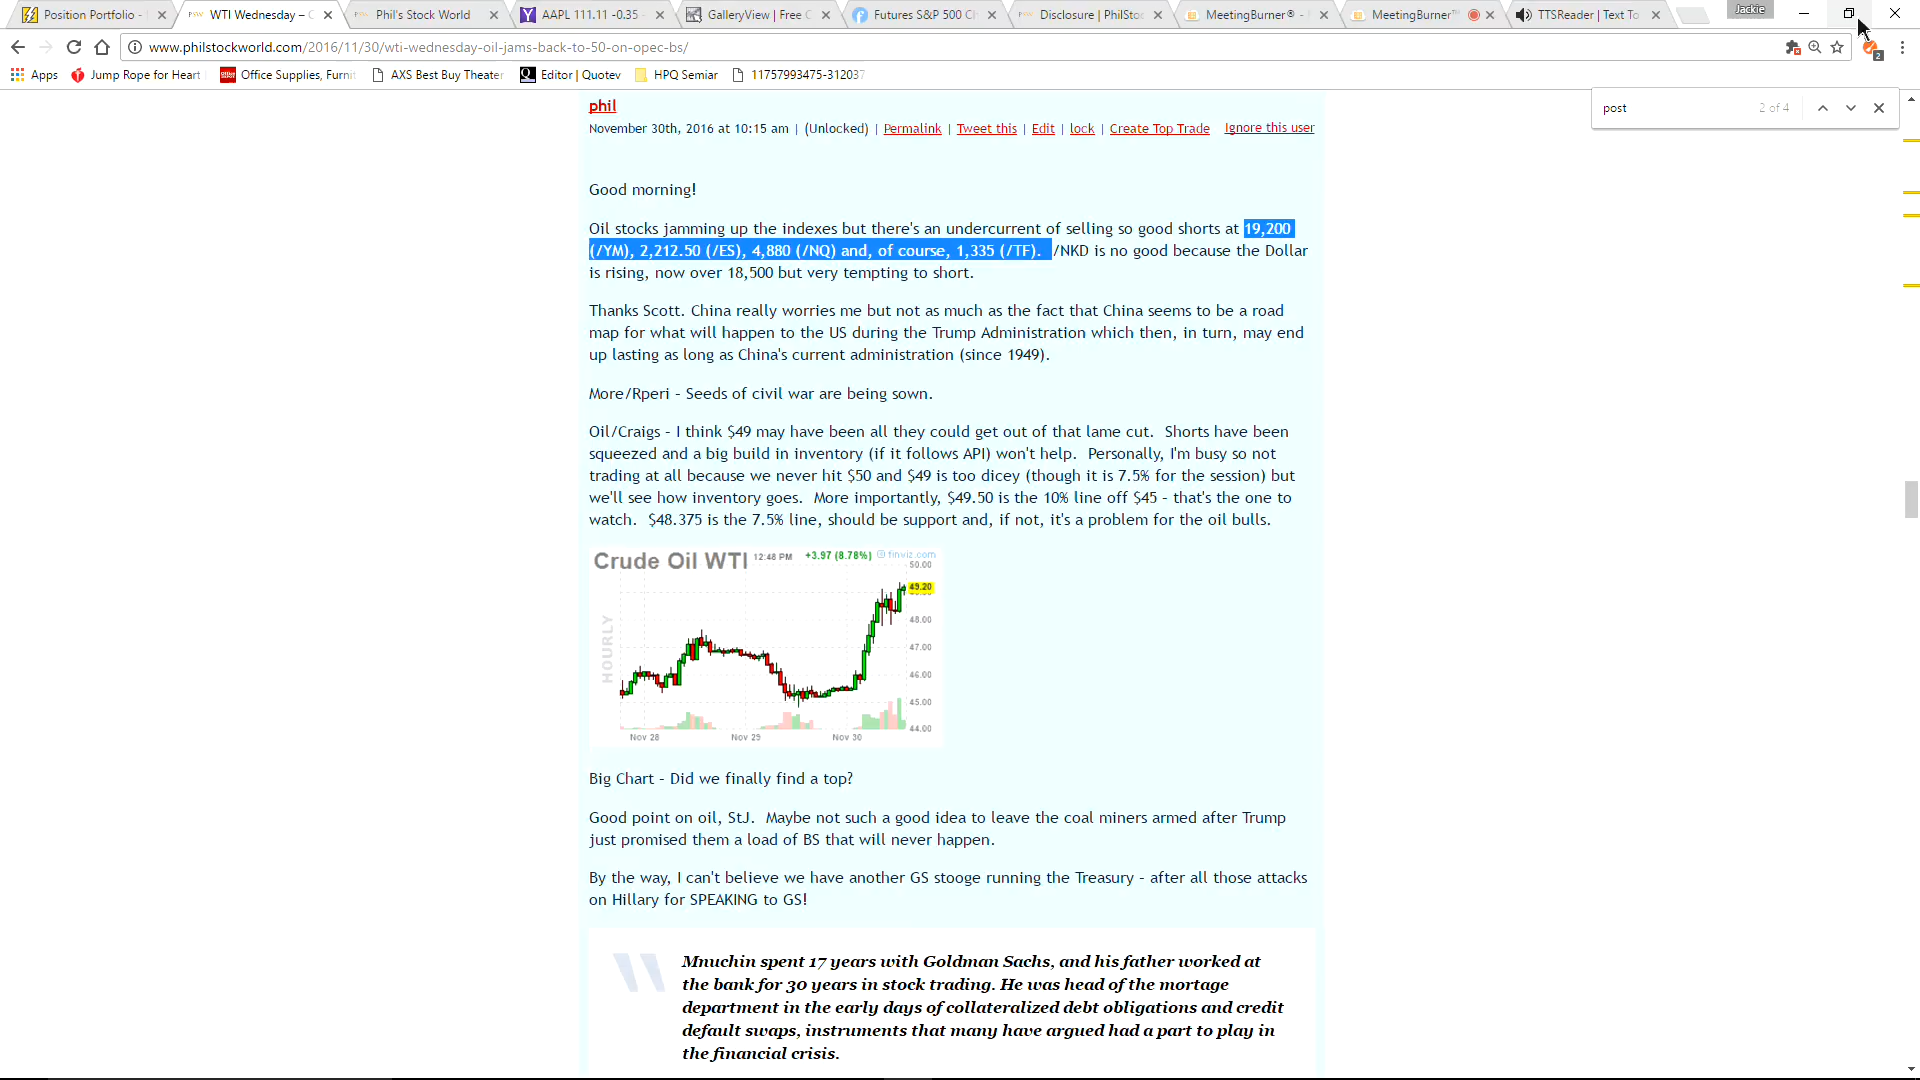 Position Portfolio -
WTI Wednesday –
Phil's Stock World
AAPL 111.11 -0.35 -
GalleryView | Free
Futures S&P 500
Disclosure | PhilSto
MeetingBurner® -
MeetingBurner™
TTSReader | Text To
Jackie
www.philstockworld.com/2016/11/30/wti-wednesday-oil-jams-back-to-50-on-opec-bs/
2
Apps
Jump Rope for Heart
Office Supplies, Furni
AXS Best Buy Theater
Editor | Quotev
HPQ Semiar
11757993475-312037
post
2 of 4
phil
November 30th, 2016 at 10:15 am | (Unlocked) | Permalink | Tweet this | Edit | lock | Create Top Trade Ignore this user
Good morning!
Oil stocks jamming up the indexes but there's an undercurrent of selling so good shorts at 19,200
(/YM), 2,212.50 (/ES), 4,880 (/NQ) and, of course, 1,335 (/TF). /NKD is no good because the Dollar
is rising, now over 18,500 but very tempting to short.
Thanks Scott. China really worries me but not as much as the fact that China seems to be a road
map for what will happen to the US during the Trump Administration which then, in turn, may end
up lasting as long as China's current administration (since 1949).
More/Rperi - Seeds of civil war are being sown.
Oil/Craigs - I think $49 may have been all they could get out of that lame cut. Shorts have been
squeezed and a big build in inventory (if it follows API) won't help. Personally, I'm busy so not
trading at all because we never hit $50 and $49 is too dicey (though it is 7.5% for the session) but
we'll see how inventory goes. More importantly, $49.50 is the 10% line off $45 - that's the one to
watch. $48.375 is the 7.5% line, should be support and, if not, it's a problem for the oil bulls.
Crude Oil WTI 12:48 PM +3.97 (8.78%) © finviz.com
50.00
49.20
48.00
47.00
46.00
45.00
44.00
HOURLY
Nov 28 Nov 29 Nov 30
Big Chart - Did we finally find a top?
Good point on oil, StJ. Maybe not such a good idea to leave the coal miners armed after Trump
just promised them a load of BS that will never happen.
By the way, I can't believe we have another GS stooge running the Treasury - after all those attacks
on Hillary for SPEAKING to GS!
Mnuchin spent 17 years with Goldman Sachs, and his father worked at
the bank for 30 years in stock trading. He was head of the mortage
department in the early days of collateralized debt obligations and credit
default swaps, instruments that many have argued had a part to play in
the financial crisis.